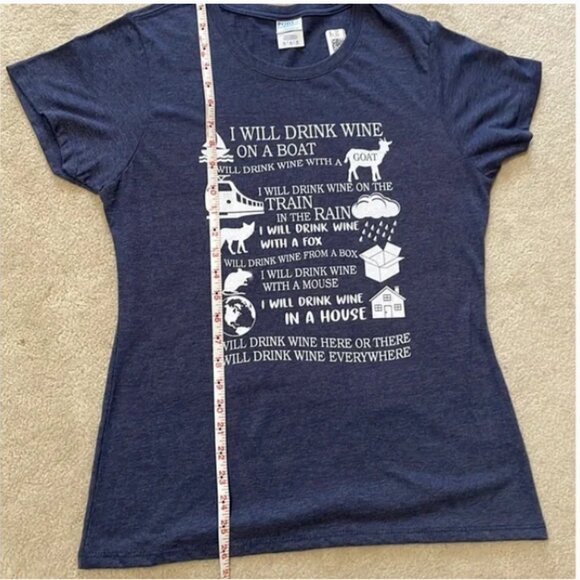 I WILL DRINK WINE
ON A BOAT
WILL DRINK WINE WITH A
GOAT
I WILL DRINK WINE ON THE
TRAIN
IN THE RAIN
I WILL DRINK WINE
WITH A FOX
WILL DRINK WINE FROM A BOX
I WILL DRINK WINE
WITH A MOUSE
I WILL DRINK WINE
IN A HOUSE
WILL DRINK WINE HERE OR THERE
WILL DRINK WINE EVERYWHERE